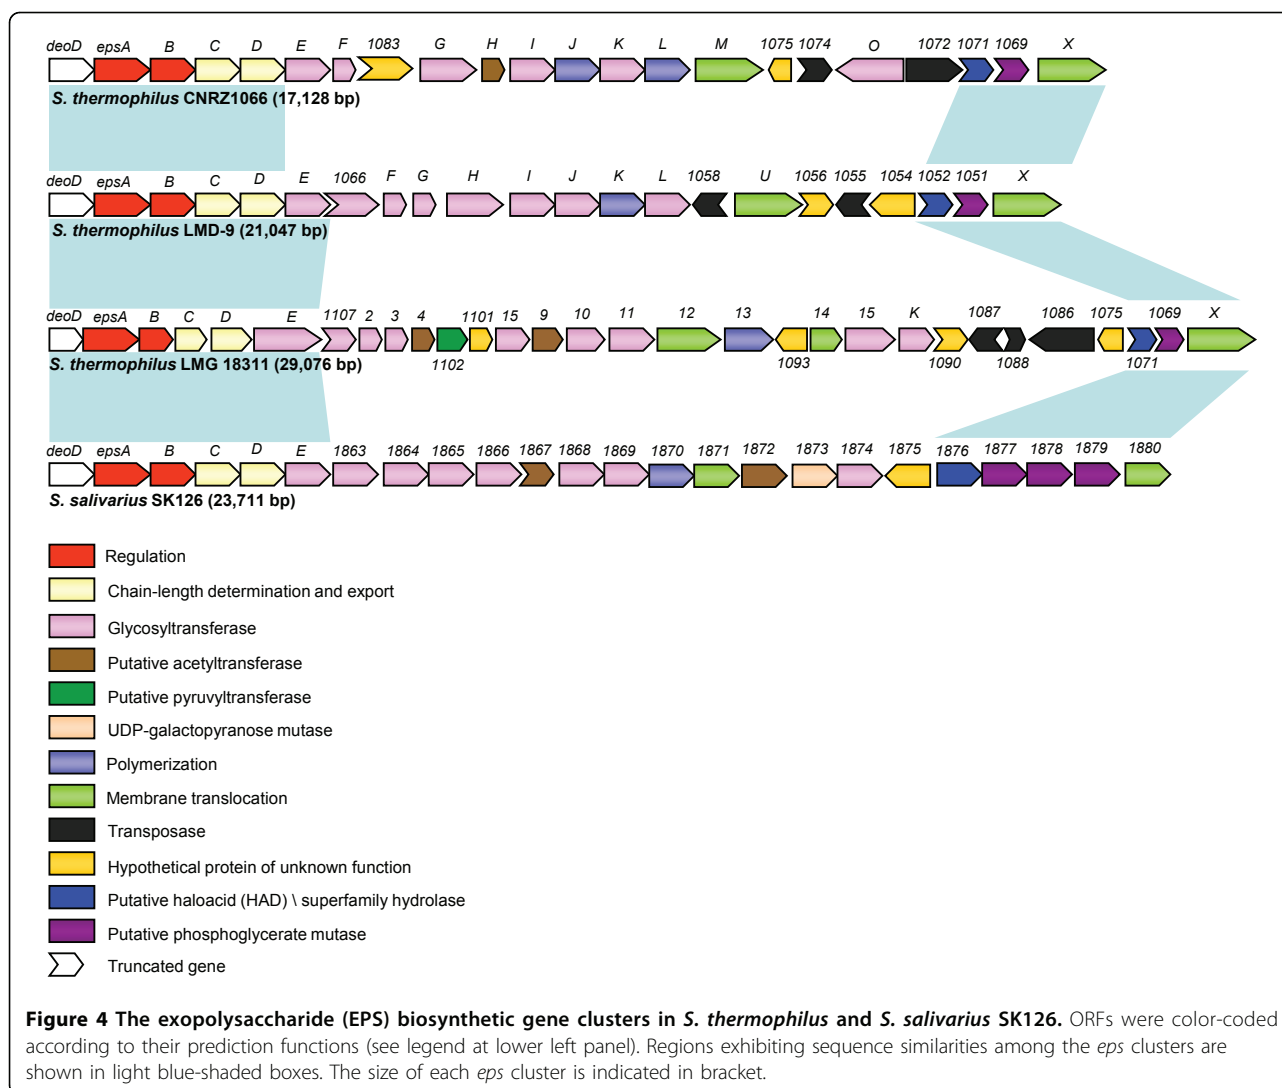 deoD epsA B C D E F 1083 G H I J K L M 1075 1074 O 1072 1071 1069 X
S. thermophilus CNRZ1066 (17,128 bp)
deoD epsA B C D E 1066 F G H I J K L 1058 U 1056 1055 1054 1052 1051 X
S. thermophilus LMD-9 (21,047 bp)
deoD epsA B C D E 1107 2 3 4 1101 15 9 10 11 12 13 14 15 K 1087 1086 1075 1069 X
1102 1093 1090 1088 1071
S. thermophilus LMG 18311 (29,076 bp)
deoD epsA B C D E 1863 1864 1865 1866 1867 1868 1869 1870 1871 1872 1873 1874 1875 1876 1877 1878 1879 1880
S. salivarius SK126 (23,711 bp)
Regulation
Chain-length determination and export
Glycosyltransferase
Putative acetyltransferase
Putative pyruvyltransferase
UDP-galactopyranose mutase
Polymerization
Membrane translocation
Transposase
Hypothetical protein of unknown function
Putative haloacid (HAD) \ superfamily hydrolase
Putative phosphoglycerate mutase
Truncated gene
Figure 4 The exopolysaccharide (EPS) biosynthetic gene clusters in S. thermophilus and S. salivarius SK126. ORFs were color-coded
according to their prediction functions (see legend at lower left panel). Regions exhibiting sequence similarities among the eps clusters are
shown in light blue-shaded boxes. The size of each eps cluster is indicated in bracket.